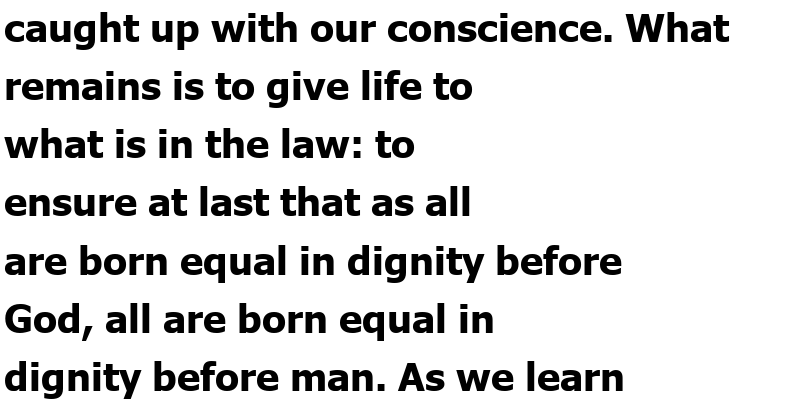 caught up with our conscience. What
remains is to give life to
what is in the law: to
ensure at last that as all
are born equal in dignity before
God, all are born equal in
dignity before man. As we learn